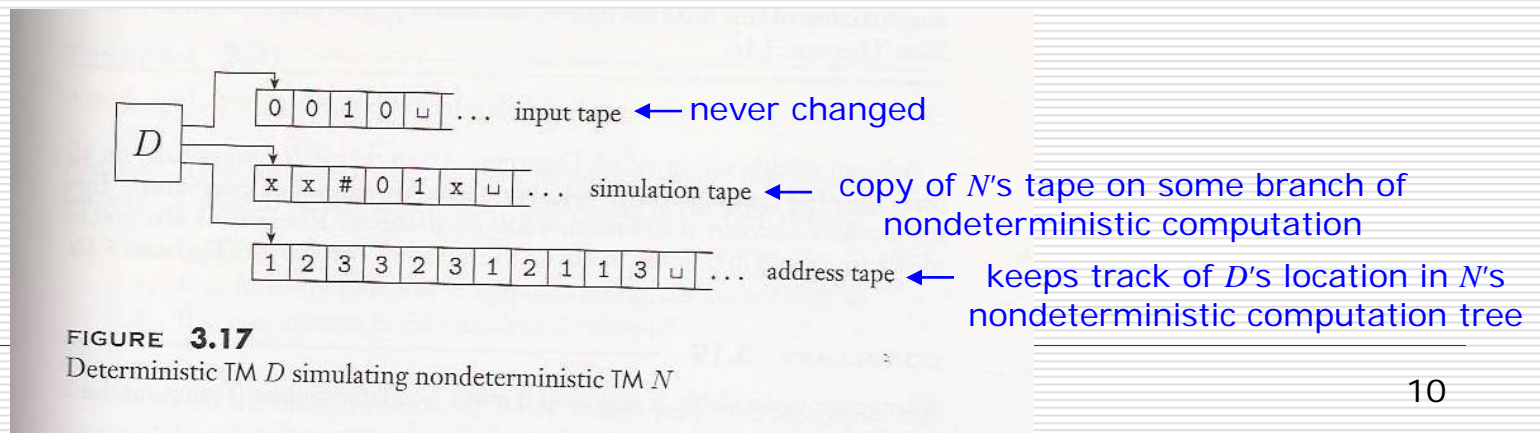 0 0 1 0 ␣ ... input tape never changed
D
x x # 0 1 x ␣ ... simulation tape copy of N's tape on some branch of
nondeterministic computation
1 2 3 3 2 3 1 2 1 1 3 ␣ ... address tape keeps track of D's location in N's
nondeterministic computation tree
FIGURE 3.17
Deterministic TM D simulating nondeterministic TM N
10